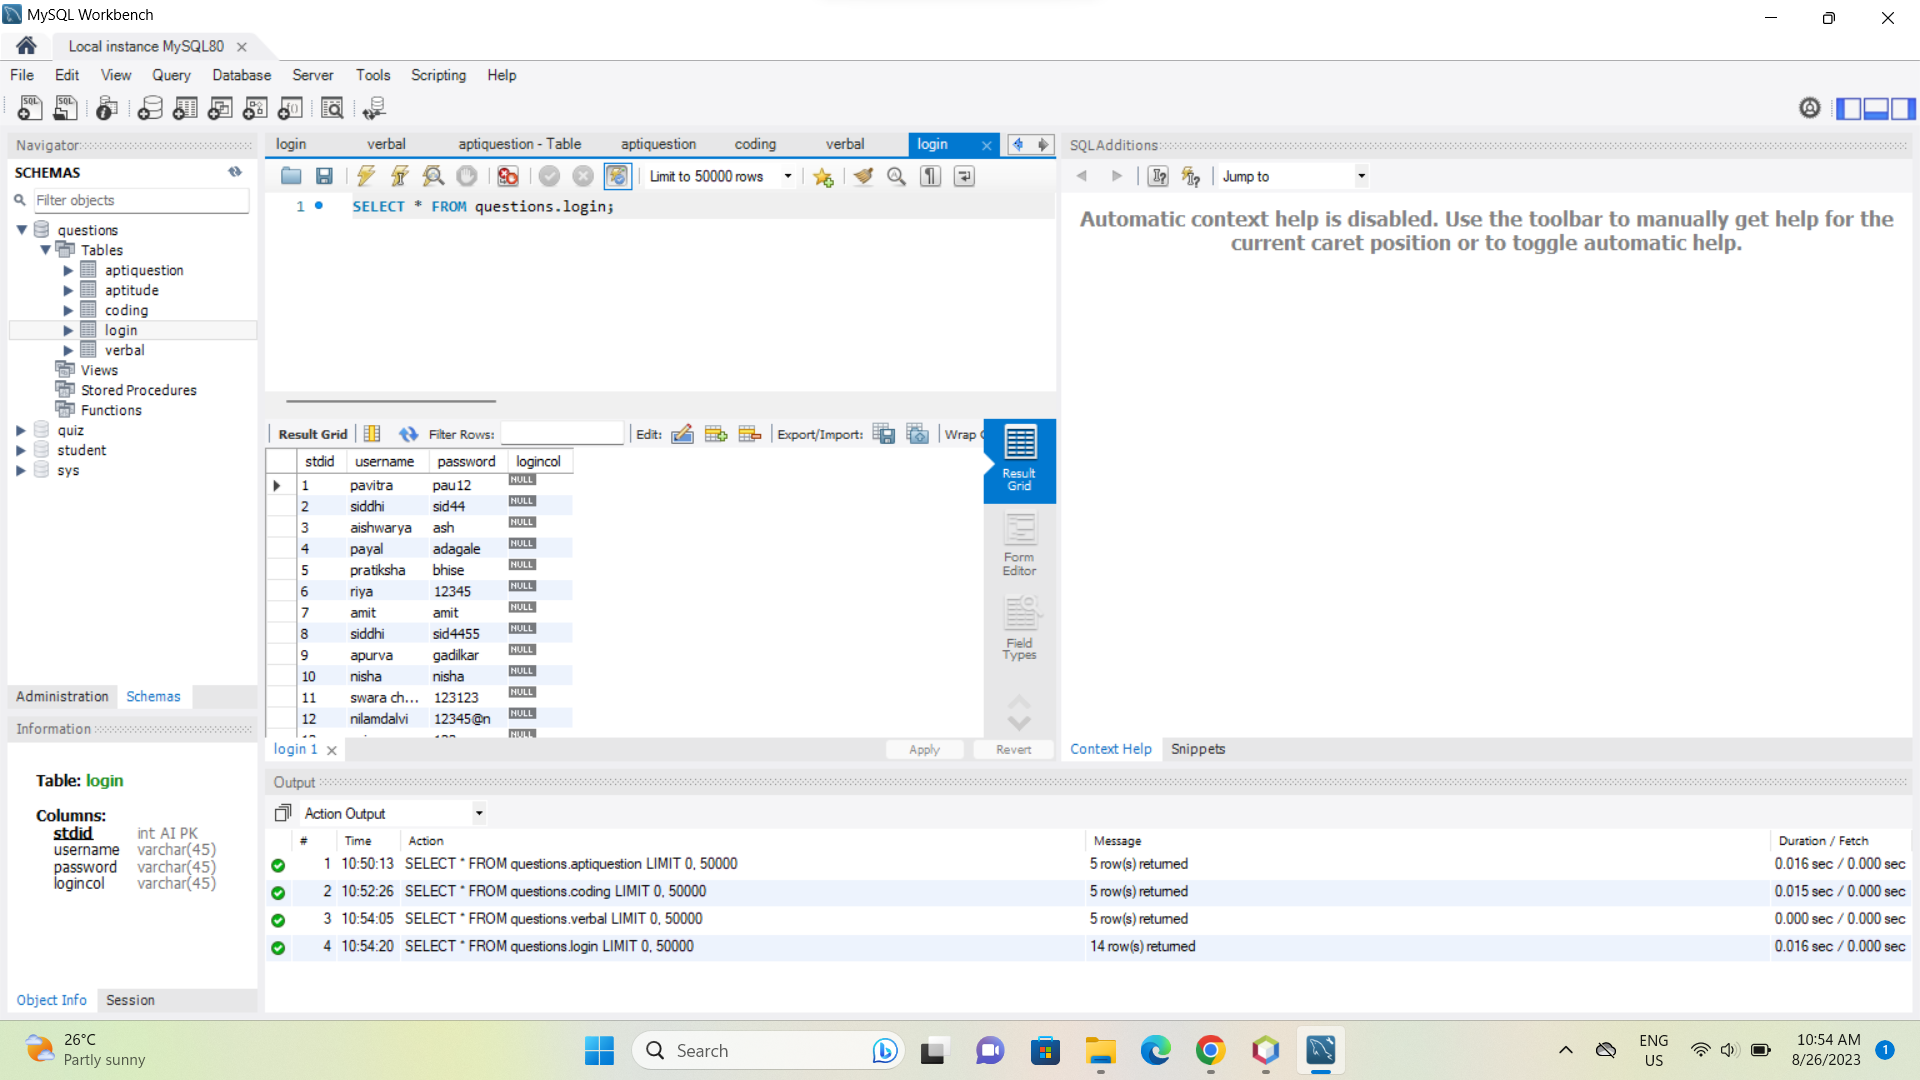 MySQL Workbench
Local instance MySQL80
File Edit View Query Database Server Tools Scripting Help
Navigator
SCHEMAS
Filter objects
questions
Tables
aptiquestion
aptitude
coding
login
verbal
Views
Stored Procedures
Functions
quiz
student
sys
Administration Schemas
Information
Table: login
Columns:
stdid int AI PK
username varchar(45)
password varchar(45)
logincol varchar(45)
Object Info Session
login verbal aptiquestion - Table aptiquestion coding verbal login
Limit to 50000 rows
1 SELECT * FROM questions.login;
Result Grid Filter Rows: Edit: Export/Import: Wrap
stdid username password logincol
1 pavitra pau12 NULL
2 siddhi sid44 NULL
3 aishwarya ash NULL
4 payal adagale NULL
5 pratiksha bhise NULL
6 riya 12345 NULL
7 amit amit NULL
8 siddhi sid4455 NULL
9 apurva gadilkar NULL
10 nisha nisha NULL
11 swara ch... 123123 NULL
12 nilamdalvi 12345@n NULL
NULL
Result
Grid
Form
Editor
Field
Types
login 1 Apply Revert
SQLAdditions
Jump to
Automatic context help is disabled. Use the toolbar to manually get help for the
current caret position or to toggle automatic help.
Context Help Snippets
Output
Action Output
# Time Action Message Duration / Fetch
1 10:50:13 SELECT * FROM questions.aptiquestion LIMIT 0, 50000 5 row(s) returned 0.016 sec / 0.000 sec
2 10:52:26 SELECT * FROM questions.coding LIMIT 0, 50000 5 row(s) returned 0.015 sec / 0.000 sec
3 10:54:05 SELECT * FROM questions.verbal LIMIT 0, 50000 5 row(s) returned 0.000 sec / 0.000 sec
4 10:54:20 SELECT * FROM questions.login LIMIT 0, 50000 14 row(s) returned 0.016 sec / 0.000 sec
26°C
Partly sunny
Search
ENG
US
10:54 AM
8/26/2023
1